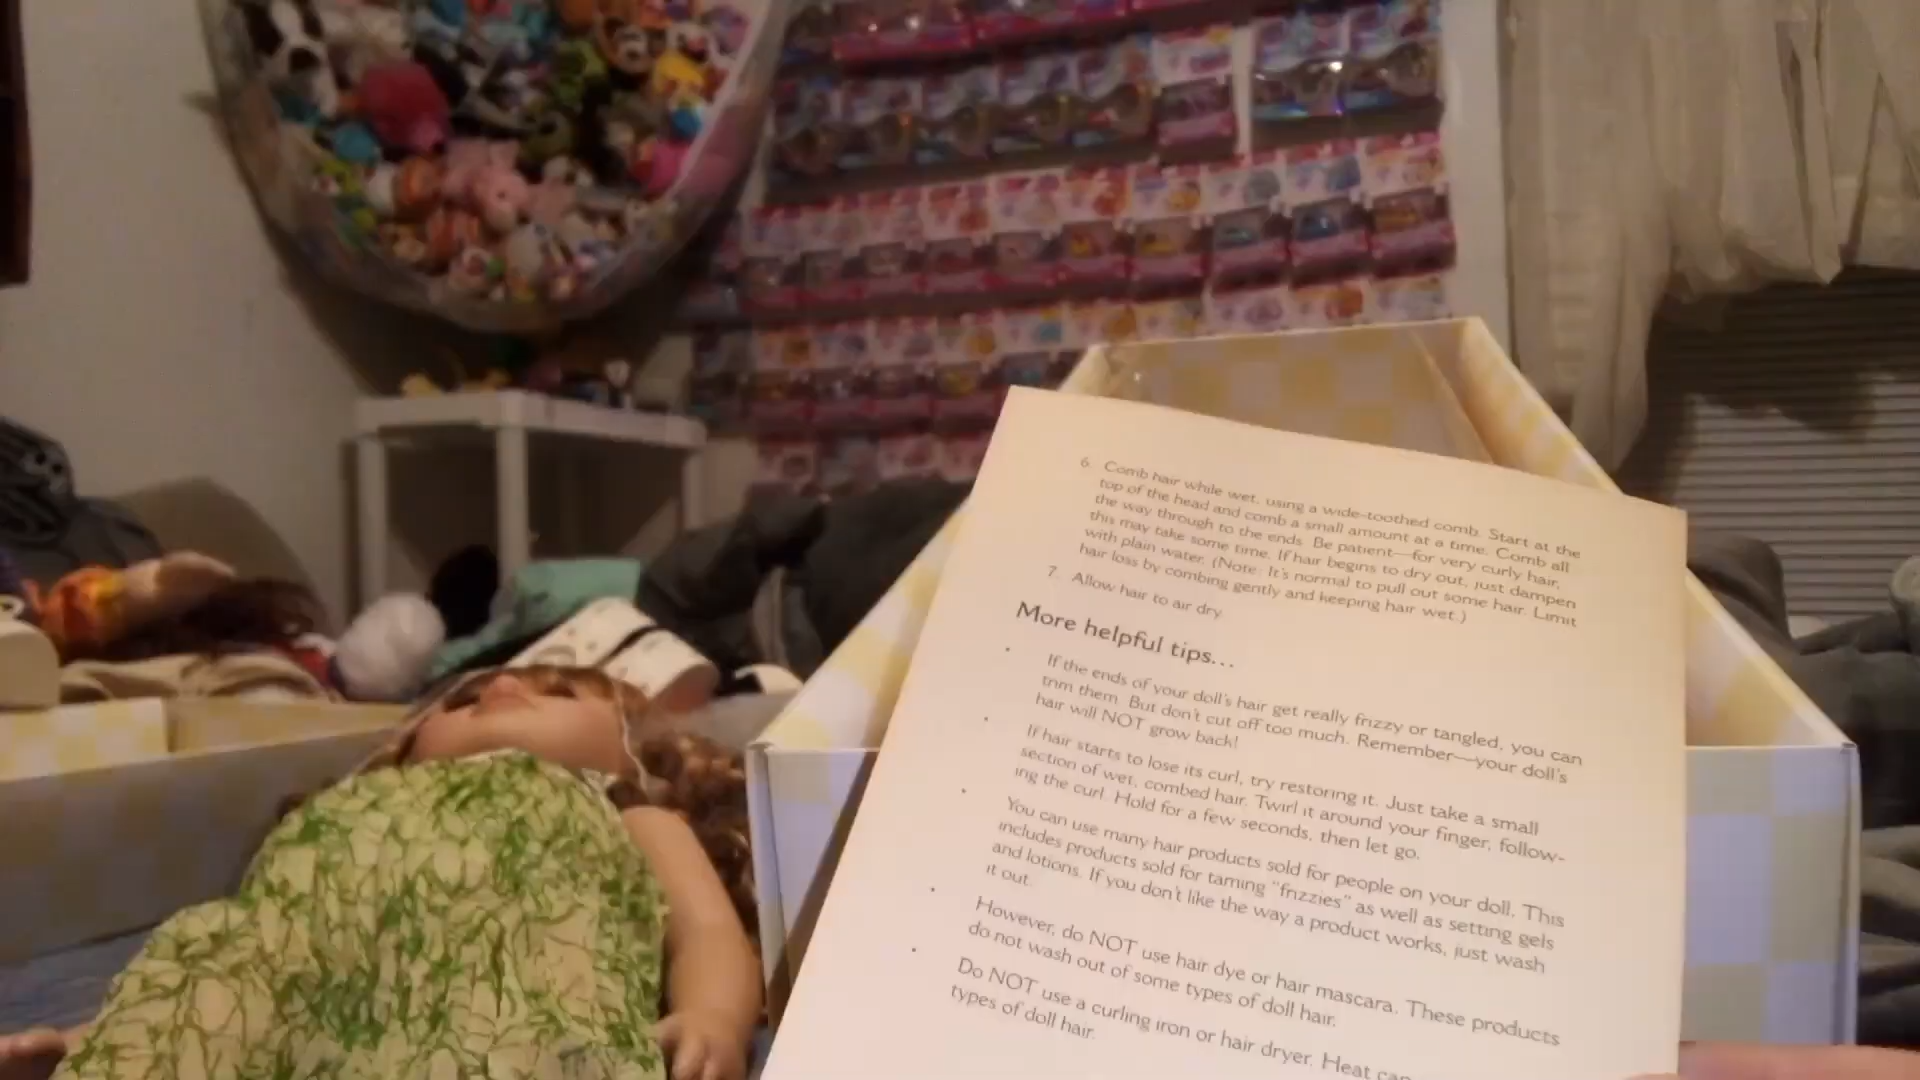 6. Comb hair while wet, using a wide-toothed comb. Start at the
top of the head and comb a small amount at a time. Comb all
the way through to the ends. Be patient—for very curly hair,
this may take some time. If hair begins to dry out, just dampen
with plain water. (Note: It's normal to pull out some hair. Limit
hair loss by combing gently and keeping hair wet.)
7. Allow hair to air dry.
More helpful tips...
• If the ends of your doll's hair get really frizzy or tangled, you can
trim them. But don't cut off too much. Remember—your doll's
hair will NOT grow back!
• If hair starts to lose its curl, try restoring it. Just take a small
section of wet, combed hair. Twirl it around your finger, follow-
ing the curl. Hold for a few seconds, then let go.
• You can use many hair products sold for people on your doll. This
includes products sold for taming "frizzies" as well as setting gels
and lotions. If you don't like the way a product works, just wash
it out.
• However, do NOT use hair dye or hair mascara. These products
do not wash out of some types of doll hair.
• Do NOT use a curling iron or hair dryer. Heat can
types of doll hair.